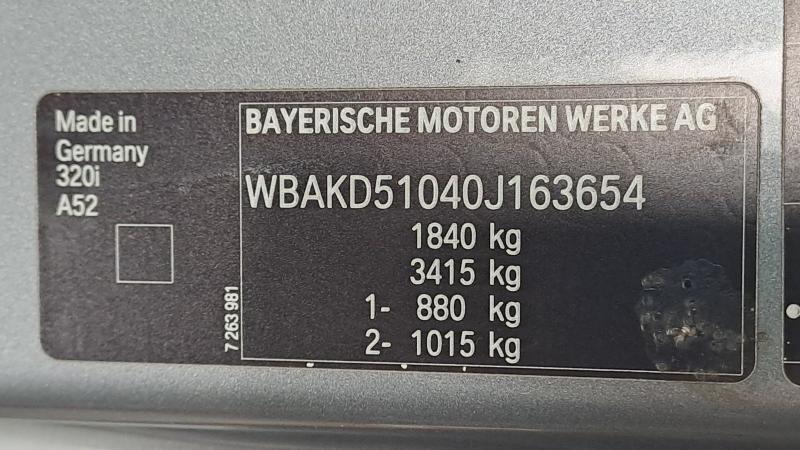 Made in
Germany
320i
A52
7 263 981
BAYERISCHE MOTOREN WERKE AG
WBAKD51040J163654
1840 kg
3415 kg
1- 880 kg
2- 1015 kg